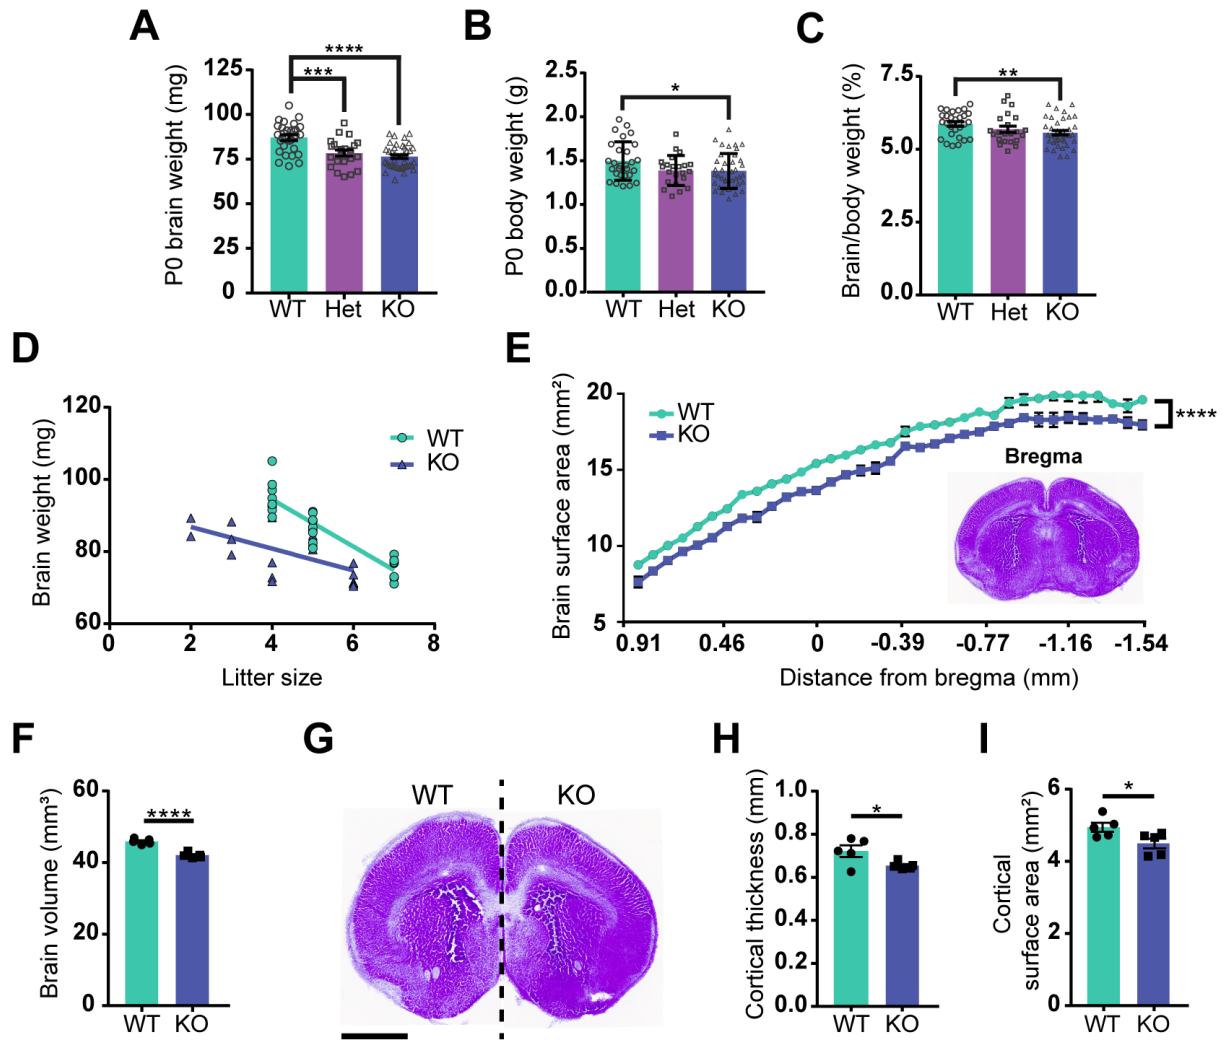 A
P0 brain weight (mg)
125
100
75
50
25
0
****
***
WT Het KO
B
P0 body weight (g)
2.5
2.0
1.5
1.0
0.5
0.0
*
WT Het KO
C
Brain/body weight (%)
7.5
5.0
2.5
0.0
**
WT Het KO
D
Brain weight (mg)
120
100
80
60
WT
KO
0 2 4 6 8
Litter size
E
Brain surface area (mm²)
20
15
10
5
WT
KO
****
Bregma
0.91 0.46 0 -0.39 -0.77 -1.16 -1.54
Distance from bregma (mm)
F
Brain volume (mm³)
60
40
20
0
****
WT KO
G
WT KO
H
Cortical thickness (mm)
1.0
0.8
0.6
0.4
0.2
0.0
*
WT KO
I
Cortical
surface area (mm²)
6
4
2
0
*
WT KO